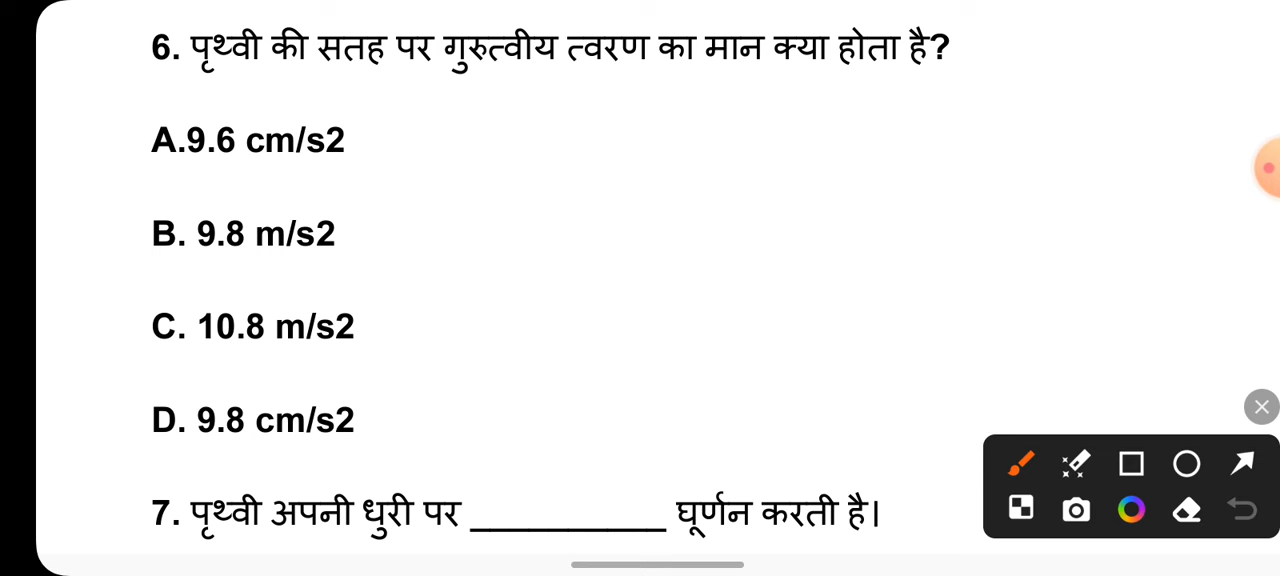 6. पृथ्वी की सतह पर गुरुत्वीय त्वरण का मान क्या होता है?
A.9.6 cm/s2
B. 9.8 m/s2
C. 10.8 m/s2
D. 9.8 cm/s2
7. पृथ्वी अपनी धुरी पर __________ घूर्णन करती है।